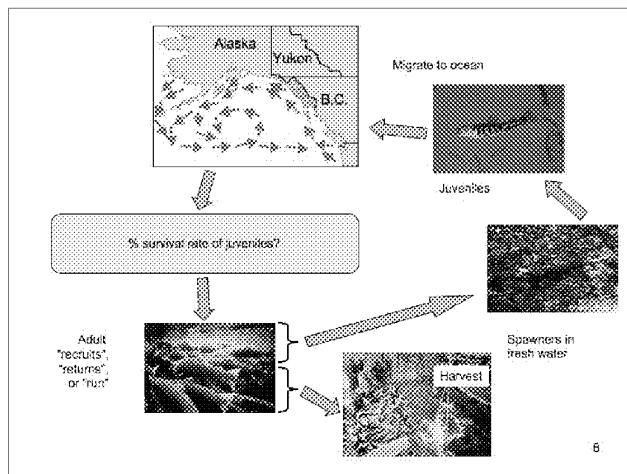 Alaska
Yukon
B.C.
Migrate to ocean
Juveniles
% survival rate of juveniles?
Adult
"recruits",
"returns",
or "run"
Spawners in
fresh water
Harvest
8